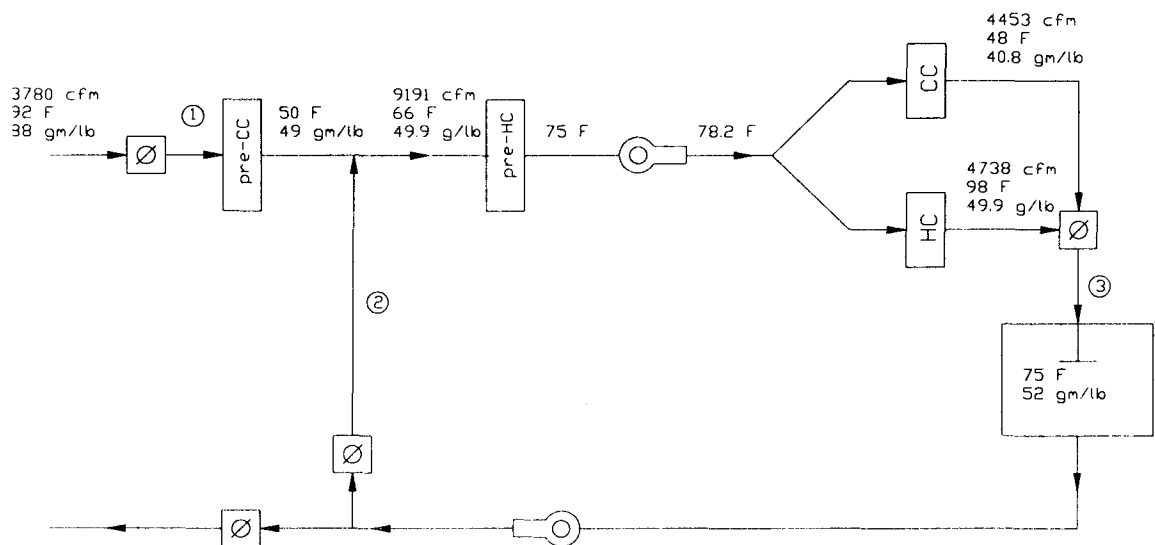 3780 cfm
92 F
88 gm/lb
①
pre-CC
50 F
49 gm/lb
9191 cfm
66 F
49.9 g/lb
pre-HC
75 F
78.2 F
CC
4453 cfm
48 F
40.8 gm/lb
HC
4738 cfm
98 F
49.9 g/lb
Ø
Ø
②
③
75 F
52 gm/lb
Ø
Ø